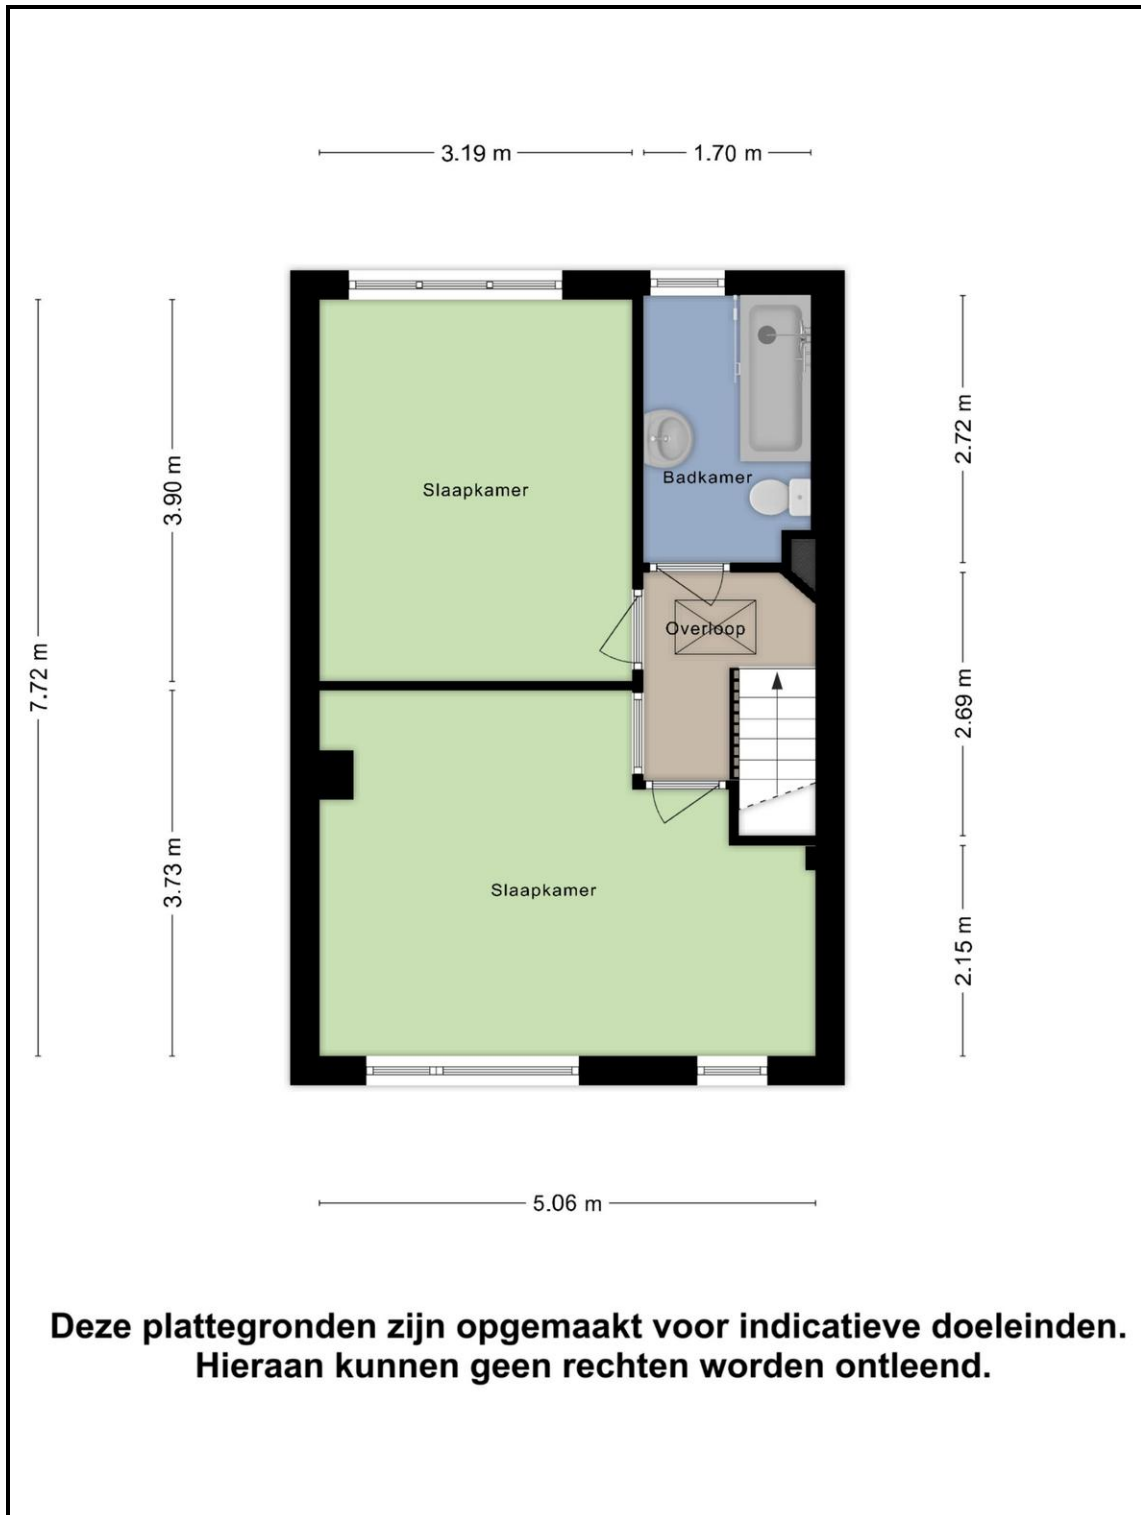 3.19 m
1.70 m
7.72 m
3.90 m
2.72 m
Slaapkamer
Badkamer
Overloop
3.73 m
2.69 m
Slaapkamer
2.15 m
5.06 m
Deze plattegronden zijn opgemaakt voor indicatieve doeleinden.
Hieraan kunnen geen rechten worden ontleend.